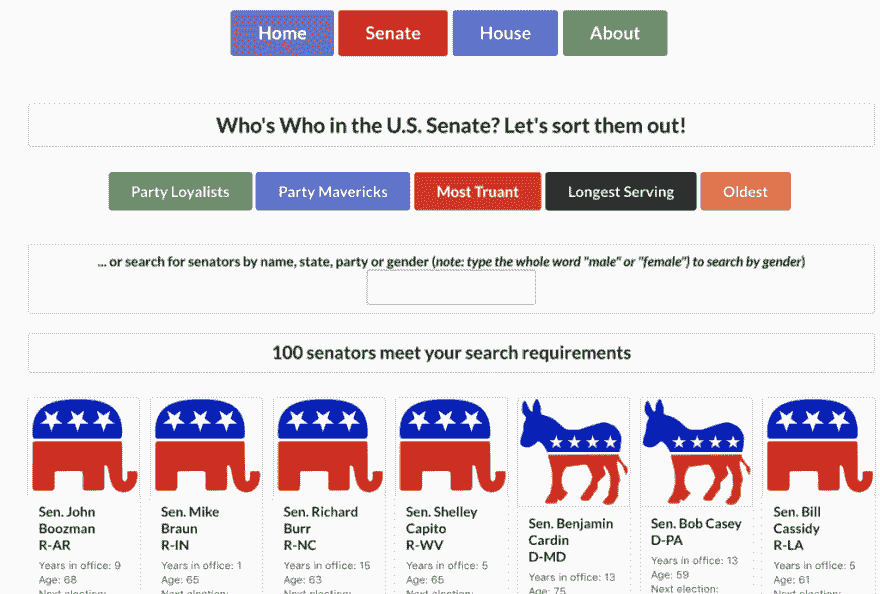 Home Senate House About
Who's Who in the U.S. Senate? Let's sort them out!
Party Loyalists Party Mavericks Most Truant Longest Serving Oldest
... or search for senators by name, state, party or gender (note: type the whole word "male" or "female") to search by gender)
100 senators meet your search requirements
Sen. John
Boozman
R-AR
Years in office: 9
Age: 68
Next election:
Sen. Mike
Braun
R-IN
Years in office: 1
Age: 65
Next election:
Sen. Richard
Burr
R-NC
Years in office: 15
Age: 63
Next election:
Sen. Shelley
Capito
R-WV
Years in office: 5
Age: 65
Next election:
Sen. Benjamin
Cardin
D-MD
Years in office: 13
Age: 75
Sen. Bob Casey
D-PA
Years in office: 13
Age: 59
Next election:
Sen. Bill
Cassidy
R-LA
Years in office: 5
Age: 61
Next election: